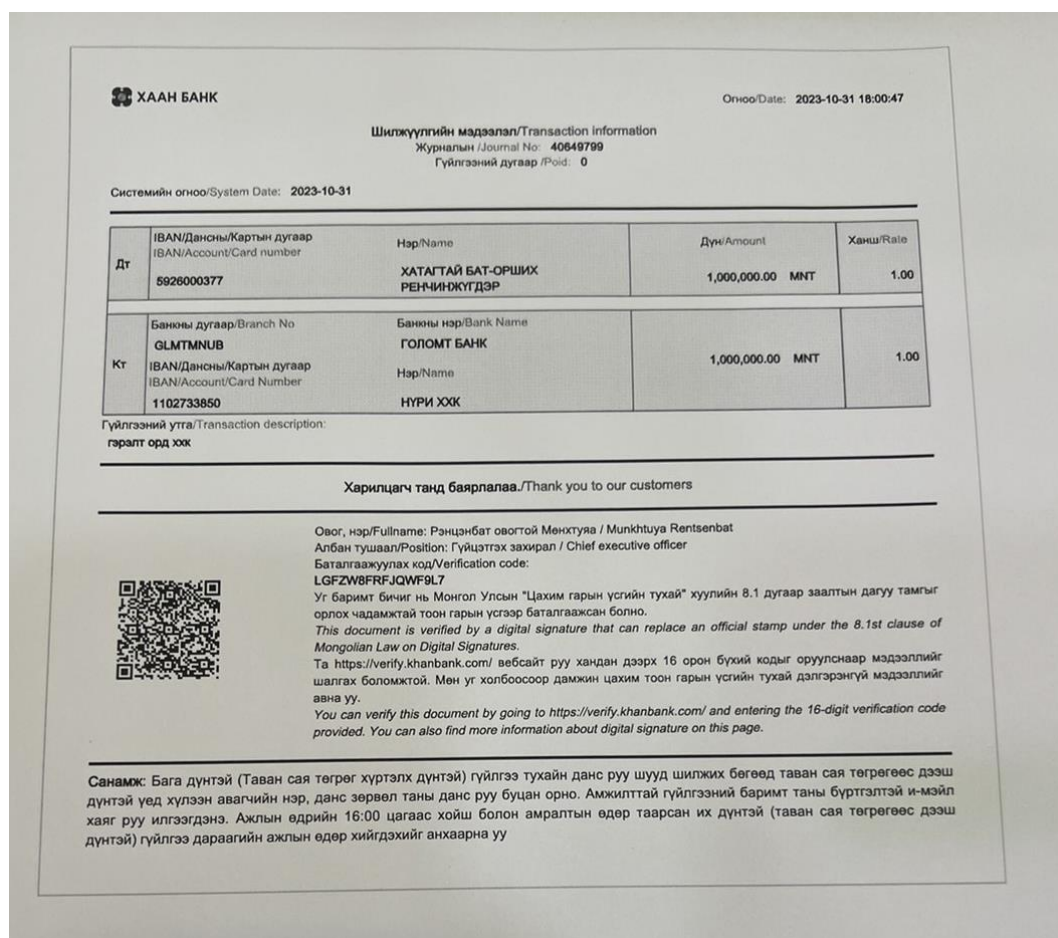 ХААН БАНК
Огноо/Date: 2023-10-31 18:00:47
Шилжүүлгийн мэдээлэл/Transaction information
Журналын /Journal No: 40649799
Гүйлгээний дугаар /Poid: 0
Системийн огноо/System Date: 2023-10-31
Дт
IBAN/Дансны/Картын дугаар
IBAN/Account/Card number
5926000377
Нэр/Name
ХАТАГТАЙ БАТ-ОРШИХ
РЕНЧИНЖҮГДЭР
Дүн/Amount
1,000,000.00 MNT
Ханш/Rate
1.00
Кт
Банкны дугаар/Branch No
GLMTMNUB
IBAN/Дансны/Картын дугаар
IBAN/Account/Card Number
1102733850
Банкны нэр/Bank Name
ГОЛОМТ БАНК
Нэр/Name
НҮРИ ХХК
1,000,000.00 MNT
1.00
Гүйлгээний утга/Transaction description:
гэрэлт орд ххк
Харилцагч танд баярлалаа./Thank you to our customers
Овог, нэр/Fullname: Рэнцэнбат овогтой Мөнхтуяа / Munkhtuya Rentsenbat
Албан тушаал/Position: Гүйцэтгэх захирал / Chief executive officer
Баталгаажуулах код/Verification code:
LGFZW8FRFJQWF9L7
Уг баримт бичиг нь Монгол Улсын "Цахим гарын үсгийн тухай" хуулийн 8.1 дугаар заалтын дагуу тамгыг
орлох чадамжтай тоон гарын үсгээр баталгаажсан болно.
This document is verified by a digital signature that can replace an official stamp under the 8.1st clause of
Mongolian Law on Digital Signatures.
Та https://verify.khanbank.com/ вебсайт руу хандан дээрх 16 орон бүхий кодыг оруулснаар мэдээллийг
шалгах боломжтой. Мөн уг холбоосоор дамжин цахим тоон гарын үсгийн тухай дэлгэрэнгүй мэдээллийг
авна уу.
You can verify this document by going to https://verify.khanbank.com/ and entering the 16-digit verification code
provided. You can also find more information about digital signature on this page.
Санамж: Бага дүнтэй (Таван сая төгрөг хүртэлх дүнтэй) гүйлгээ тухайн данс руу шууд шилжих бөгөөд таван сая төгрөгөөс дээш
дүнтэй үед хүлээн авагчийн нэр, данс зөрвөл таны данс руу буцан орно. Амжилттай гүйлгээний баримт таны бүртгэлтэй и-мэйл
хаяг руу илгээгдэнэ. Ажлын өдрийн 16:00 цагаас хойш болон амралтын өдөр таарсан их дүнтэй (таван сая төгрөгөөс дээш
дүнтэй) гүйлгээ дараагийн ажлын өдөр хийгдэхийг анхаарна уу